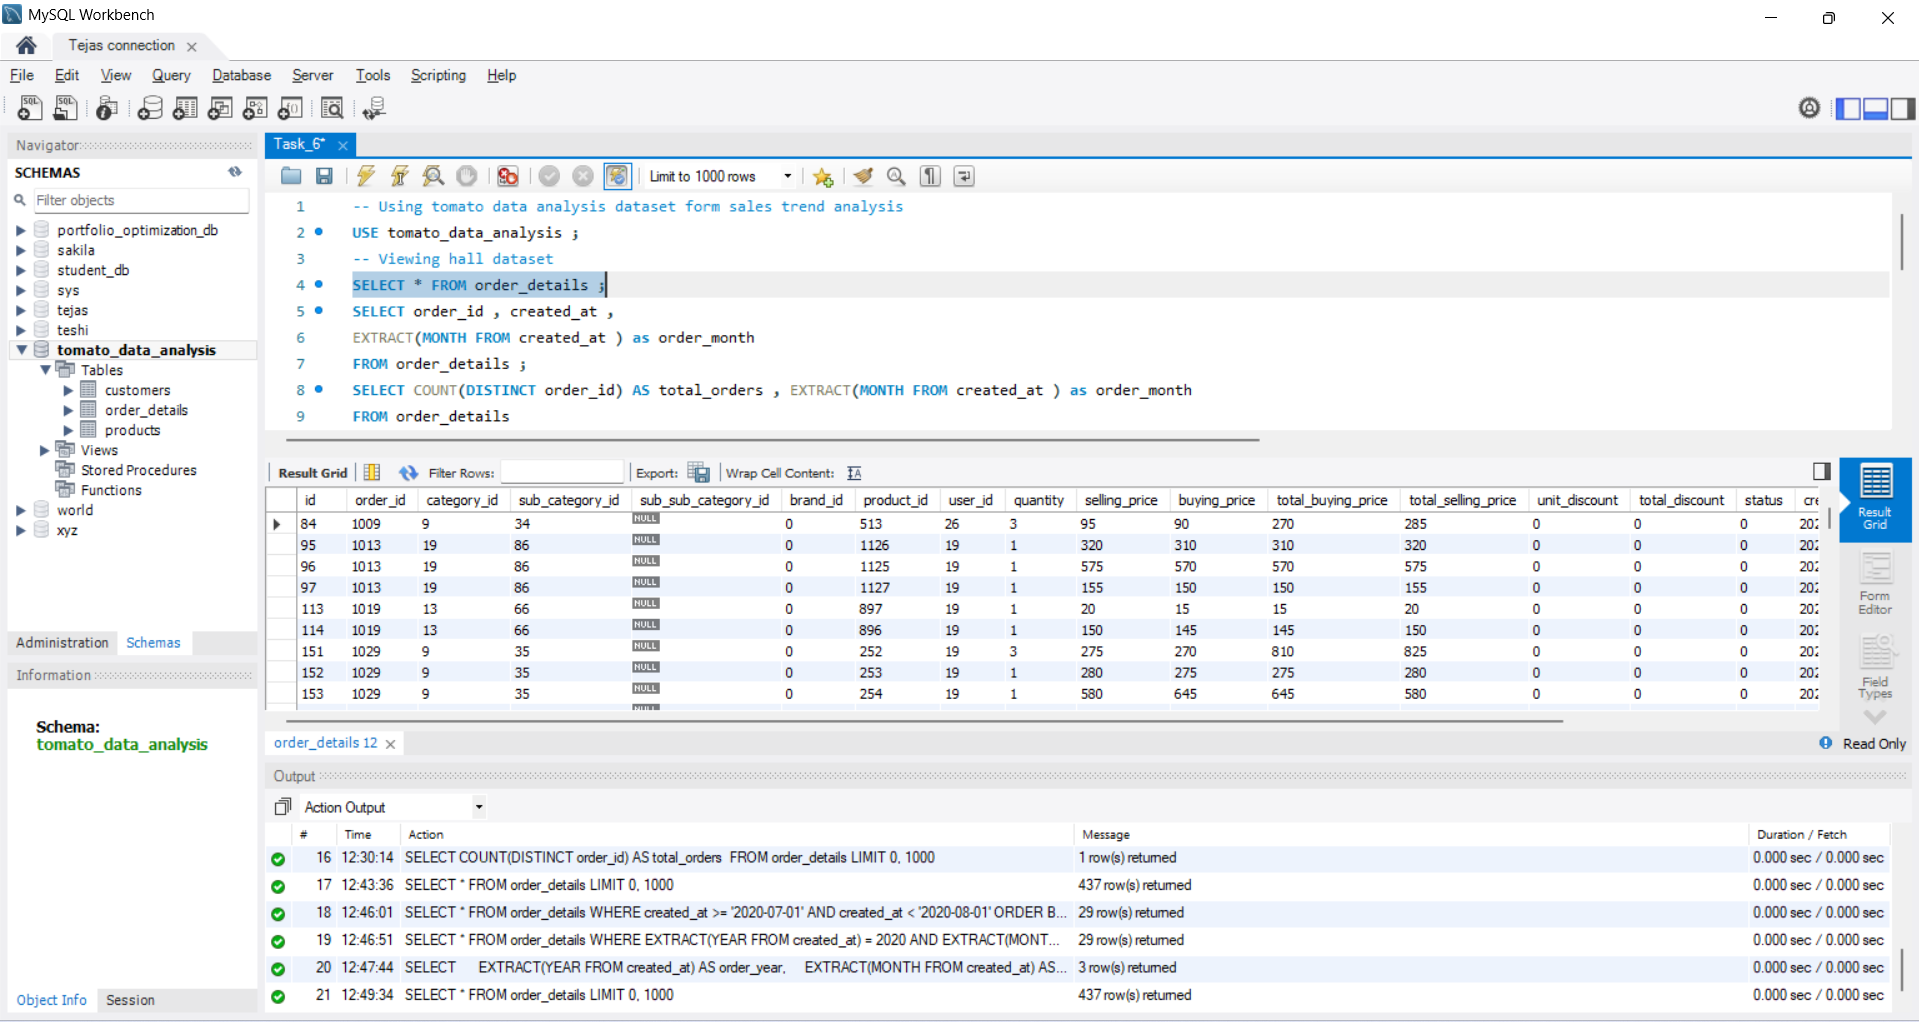 MySQL Workbench
Tejas connection
File Edit View Query Database Server Tools Scripting Help
Navigator
SCHEMAS
Filter objects
portfolio_optimization_db
sakila
student_db
sys
tejas
teshi
tomato_data_analysis
Tables
customers
order_details
products
Views
Stored Procedures
Functions
world
xyz
Administration Schemas
Information
Schema:
tomato_data_analysis
Object Info Session
Task_6*
Limit to 1000 rows
1 -- Using tomato data analysis dataset form sales trend analysis
2 USE tomato_data_analysis ;
3 -- Viewing hall dataset
4 SELECT * FROM order_details ;
5 SELECT order_id , created_at ,
6 EXTRACT(MONTH FROM created_at ) as order_month
7 FROM order_details ;
8 SELECT COUNT(DISTINCT order_id) AS total_orders , EXTRACT(MONTH FROM created_at ) as order_month
9 FROM order_details
Result Grid Filter Rows: Export: Wrap Cell Content:
id order_id category_id sub_category_id sub_sub_category_id brand_id product_id user_id quantity selling_price buying_price total_buying_price total_selling_price unit_discount total_discount status cre
84 1009 9 34 NULL 0 513 26 3 95 90 270 285 0 0 0 202
95 1013 19 86 NULL 0 1126 19 1 320 310 310 320 0 0 0 202
96 1013 19 86 NULL 0 1125 19 1 575 570 570 575 0 0 0 202
97 1013 19 86 NULL 0 1127 19 1 155 150 150 155 0 0 0 202
113 1019 13 66 NULL 0 897 19 1 20 15 15 20 0 0 0 202
114 1019 13 66 NULL 0 896 19 1 150 145 145 150 0 0 0 202
151 1029 9 35 NULL 0 252 19 3 275 270 810 825 0 0 0 202
152 1029 9 35 NULL 0 253 19 1 280 275 275 280 0 0 0 202
153 1029 9 35 NULL 0 254 19 1 580 645 645 580 0 0 0 202
Result
Grid
Form
Editor
Field
Types
order_details 12
Read Only
Output
Action Output
# Time Action Message Duration / Fetch
16 12:30:14 SELECT COUNT(DISTINCT order_id) AS total_orders FROM order_details LIMIT 0, 1000 1 row(s) returned 0.000 sec / 0.000 sec
17 12:43:36 SELECT * FROM order_details LIMIT 0, 1000 437 row(s) returned 0.000 sec / 0.000 sec
18 12:46:01 SELECT * FROM order_details WHERE created_at >= '2020-07-01' AND created_at < '2020-08-01' ORDER B... 29 row(s) returned 0.000 sec / 0.000 sec
19 12:46:51 SELECT * FROM order_details WHERE EXTRACT(YEAR FROM created_at) = 2020 AND EXTRACT(MONT... 29 row(s) returned 0.000 sec / 0.000 sec
20 12:47:44 SELECT EXTRACT(YEAR FROM created_at) AS order_year, EXTRACT(MONTH FROM created_at) AS... 3 row(s) returned 0.000 sec / 0.000 sec
21 12:49:34 SELECT * FROM order_details LIMIT 0, 1000 437 row(s) returned 0.000 sec / 0.000 sec